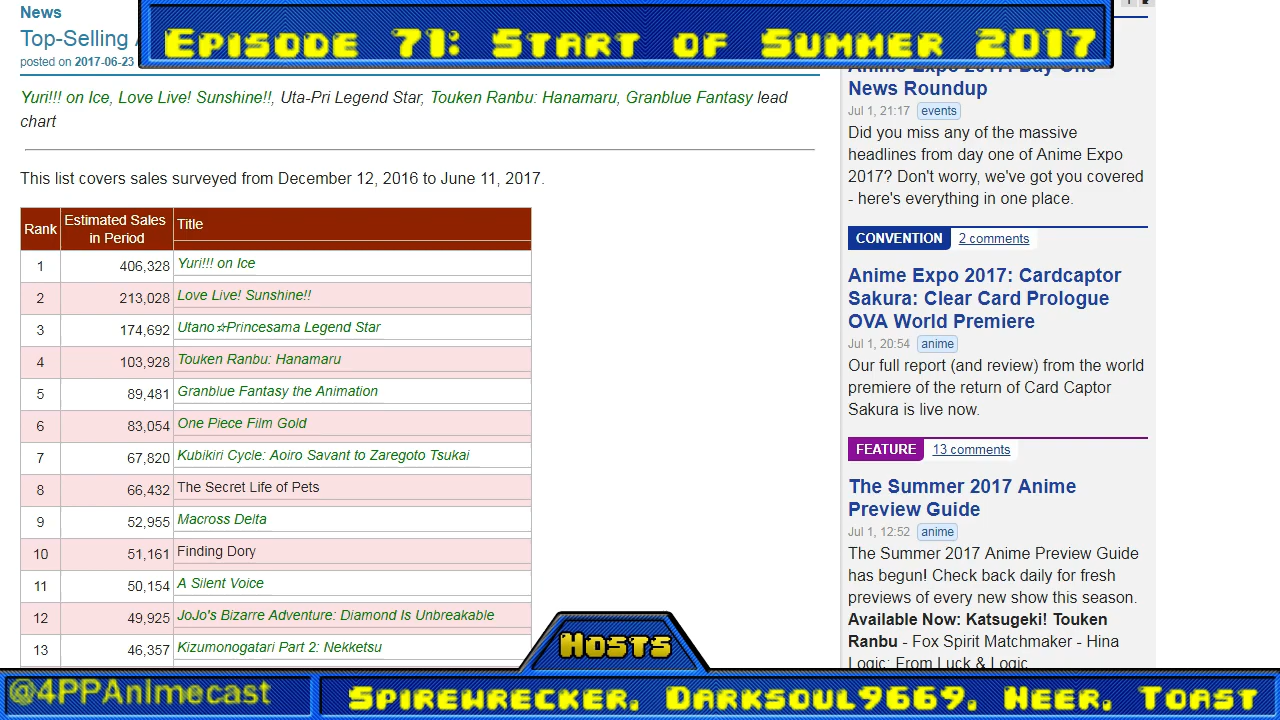 News
Episode 71: Start of Summer 2017
Top-Selling
posted on 2017-06-23
Yuri!!! on Ice, Love Live! Sunshine!!, Uta-Pri Legend Star, Touken Ranbu: Hanamaru, Granblue Fantasy lead
chart
This list covers sales surveyed from December 12, 2016 to June 11, 2017.
Rank Estimated Sales in Period Title
1 406,328 Yuri!!! on Ice
2 213,028 Love Live! Sunshine!!
3 174,692 Utano☆Princesama Legend Star
4 103,928 Touken Ranbu: Hanamaru
5 89,481 Granblue Fantasy the Animation
6 83,054 One Piece Film Gold
7 67,820 Kubikiri Cycle: Aoiro Savant to Zaregoto Tsukai
8 66,432 The Secret Life of Pets
9 52,955 Macross Delta
10 51,161 Finding Dory
11 50,154 A Silent Voice
12 49,925 JoJo's Bizarre Adventure: Diamond Is Unbreakable
13 46,357 Kizumonogatari Part 2: Nekketsu
Anime Expo 2017: Day One
News Roundup
Jul 1, 21:17 events
Did you miss any of the massive
headlines from day one of Anime Expo
2017? Don't worry, we've got you covered
- here's everything in one place.
CONVENTION 2 comments
Anime Expo 2017: Cardcaptor
Sakura: Clear Card Prologue
OVA World Premiere
Jul 1, 20:54 anime
Our full report (and review) from the world
premiere of the return of Card Captor
Sakura is live now.
FEATURE 13 comments
The Summer 2017 Anime
Preview Guide
Jul 1, 12:52 anime
The Summer 2017 Anime Preview Guide
has begun! Check back daily for fresh
previews of every new show this season.
Available Now: Katsugeki! Touken
Ranbu - Fox Spirit Matchmaker - Hina
Logic: From Luck & Logic
Hosts
@4PPAnimecast
Spirewrecker, Darksoul9669, Neer, Toast